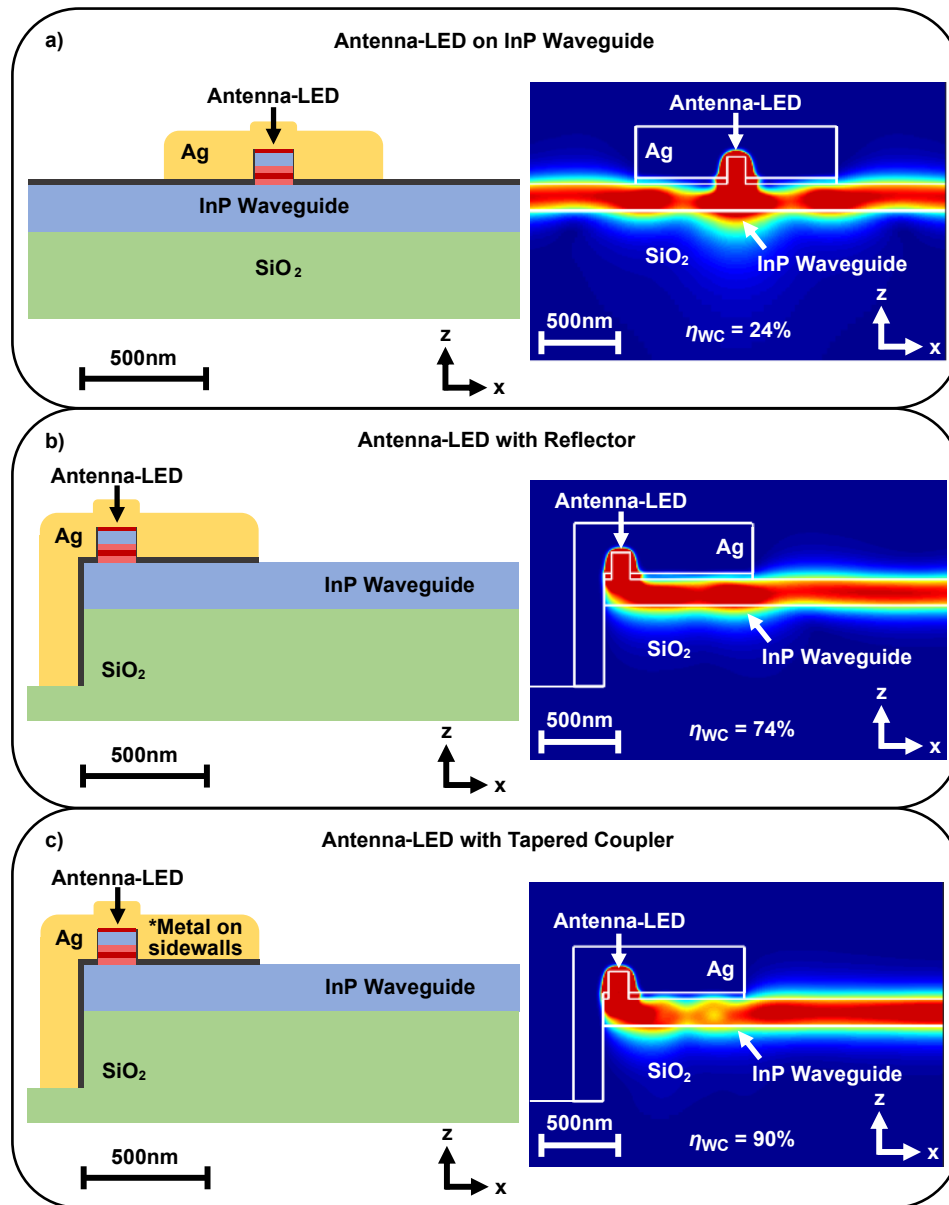 a)
Antenna-LED on InP Waveguide
Antenna-LED
Ag
InP Waveguide
SiO2
500nm
z
x
Antenna-LED
Ag
SiO2
InP Waveguide
500nm
ηWC = 24%
z
x
b)
Antenna-LED with Reflector
Antenna-LED
Ag
InP Waveguide
SiO2
500nm
z
x
Antenna-LED
Ag
SiO2
InP Waveguide
500nm
ηWC = 74%
z
x
c)
Antenna-LED with Tapered Coupler
Antenna-LED
Ag
*Metal on
sidewalls
InP Waveguide
SiO2
500nm
z
x
Antenna-LED
Ag
SiO2
InP Waveguide
500nm
ηWC = 90%
z
x